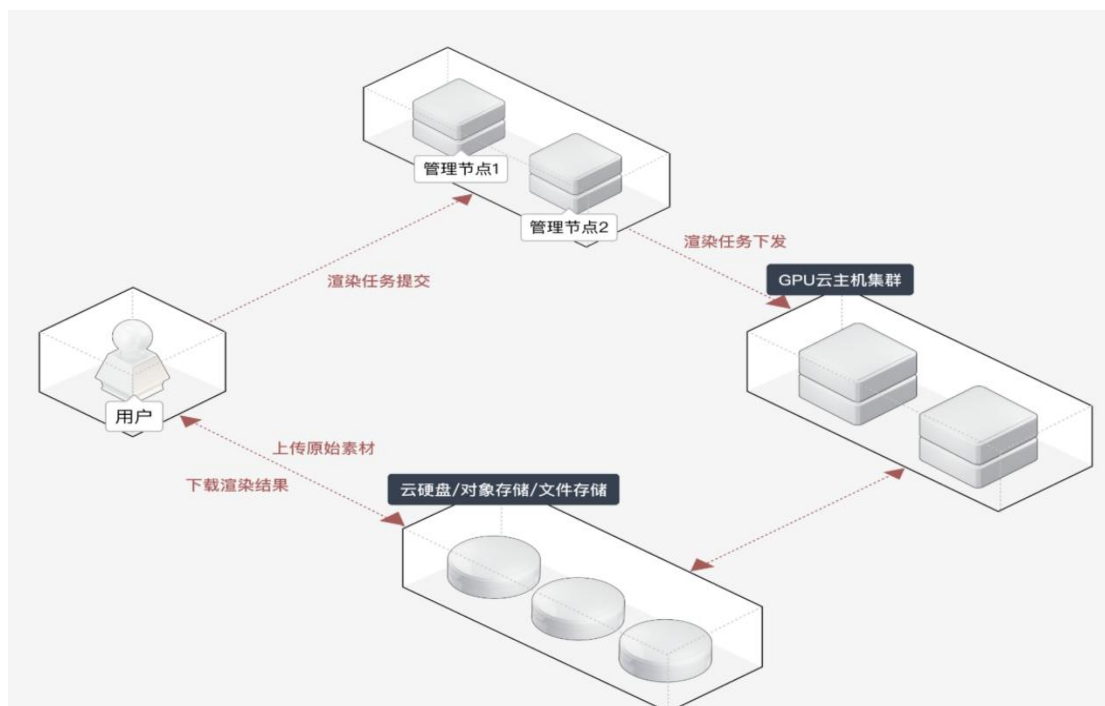 管理节点1
管理节点2
渲染任务下发
渲染任务提交
GPU云主机集群
用户
上传原始素材
下载渲染结果
云硬盘/对象存储/文件存储